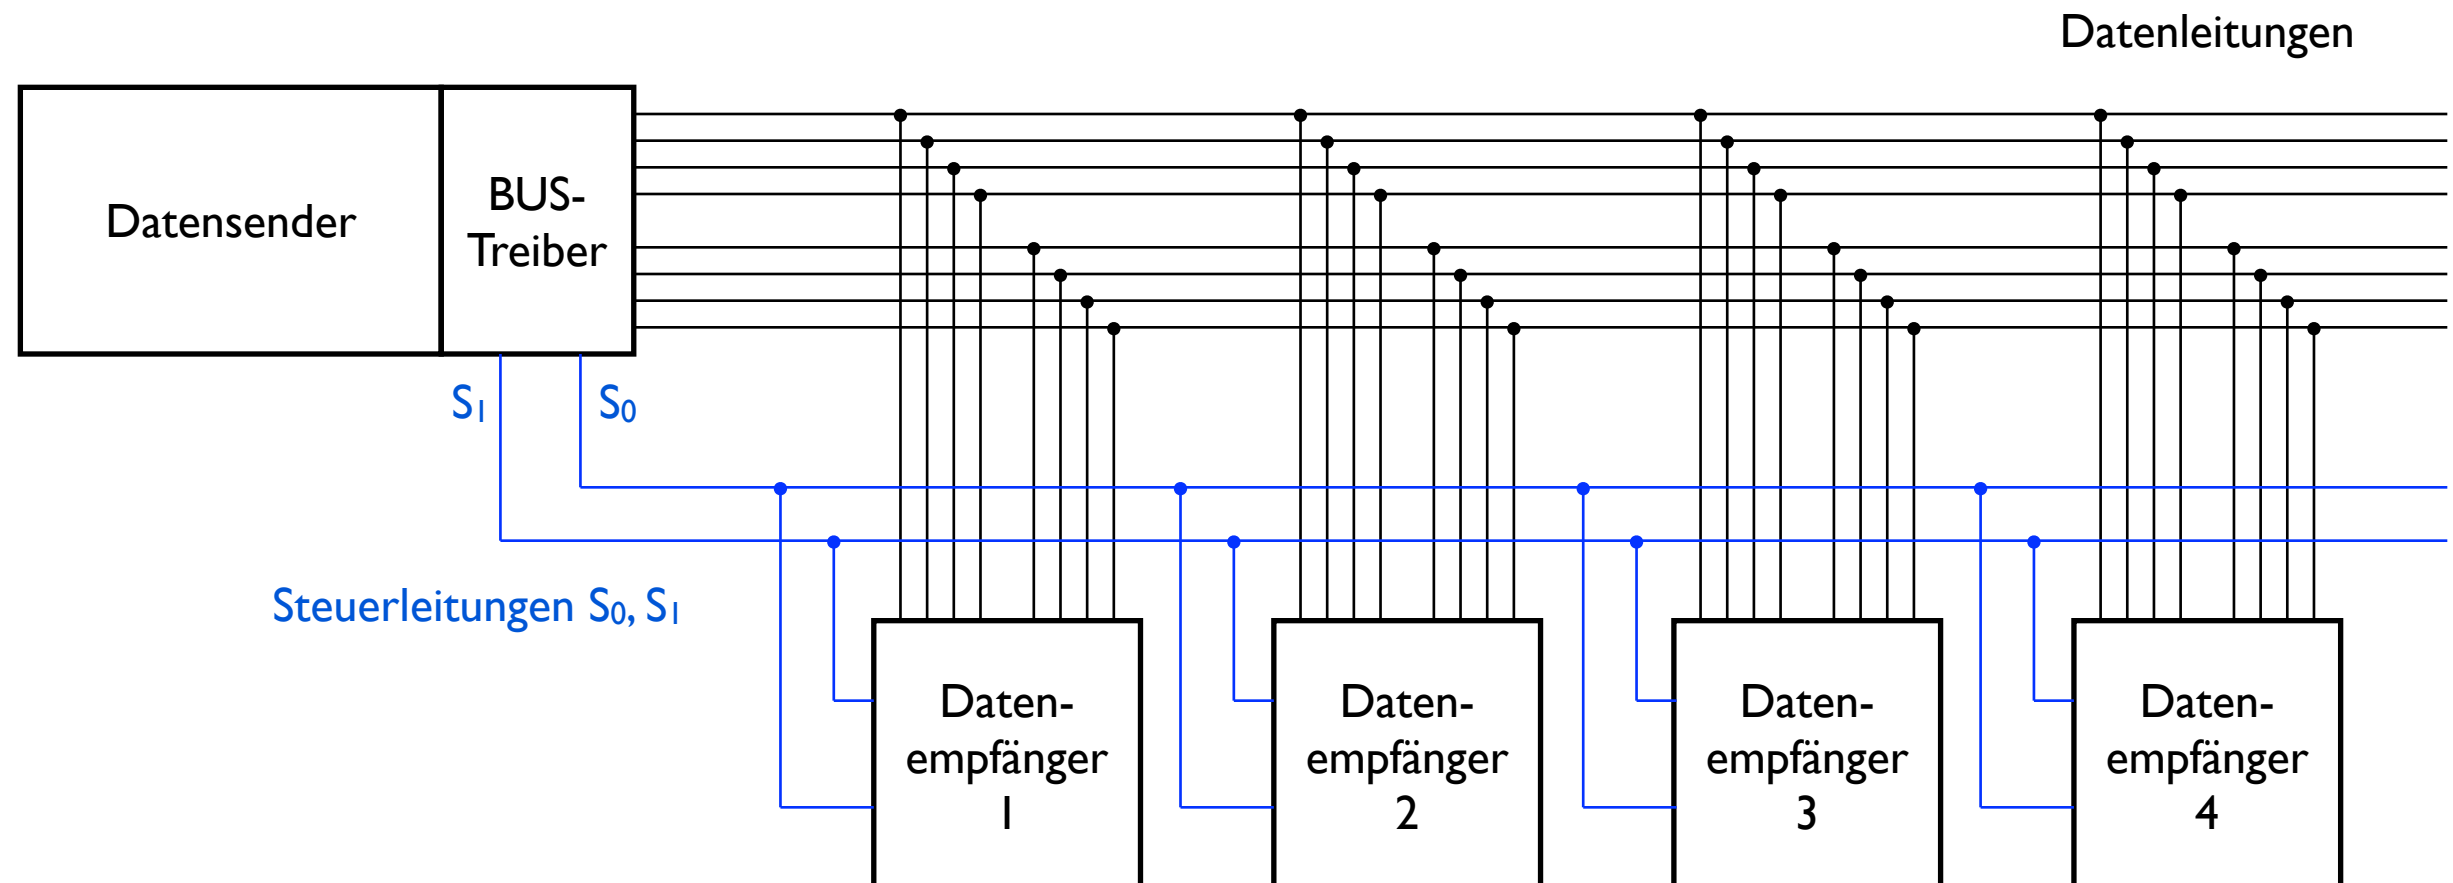 Datenleitungen
Datensender
BUS-
Treiber
S₁
S₀
Steuerleitungen S₀, S₁
Daten-
empfänger
1
Daten-
empfänger
2
Daten-
empfänger
3
Daten-
empfänger
4